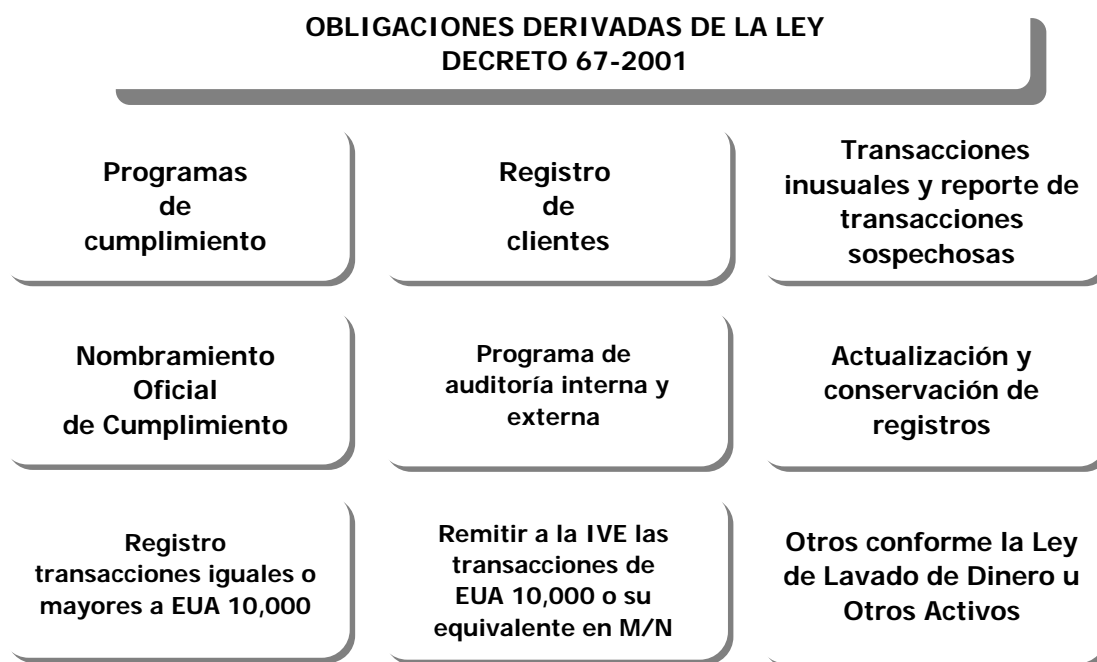 OBLIGACIONES DERIVADAS DE LA LEY
DECRETO 67-2001
Programas
de
cumplimiento
Registro
de
clientes
Transacciones
inusuales y reporte de
transacciones
sospechosas
Nombramiento
Oficial
de Cumplimiento
Programa de
auditoría interna y
externa
Actualización y
conservación de
registros
Registro
transacciones iguales o
mayores a EUA 10,000
Remitir a la IVE las
transacciones de
EUA 10,000 o su
equivalente en M/N
Otros conforme la Ley
de Lavado de Dinero u
Otros Activos